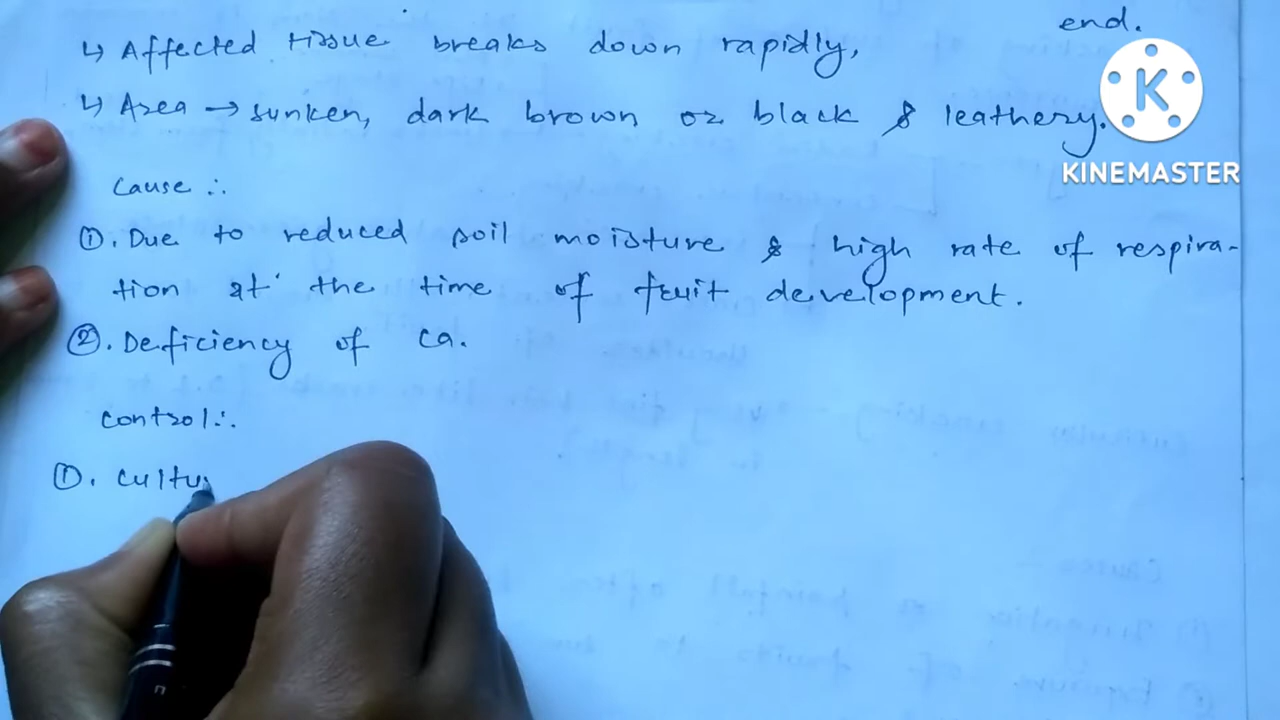 end.
↳ Affected tissue breaks down rapidly,
↳ Area → sunken, dark brown or black & leathery.
K
KINEMASTER
Cause ∴
①. Due to reduced soil moisture & high rate of respira-
tion at the time of fruit development.
②. Deficiency of Ca.
Control ∴
①. Cultu